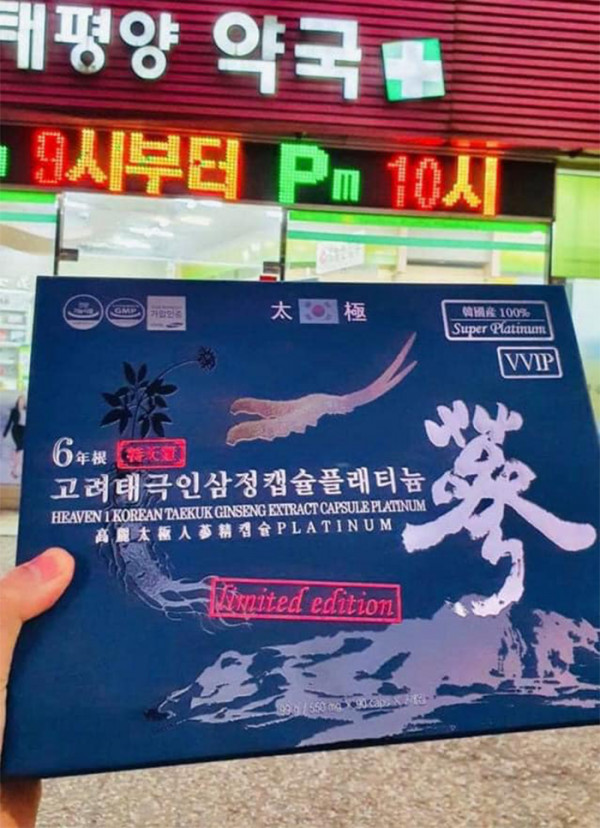 태평양 약국
9시부터 Pm 10시
GMP
太 極
韓國産 100%
Super Platinum
VVIP
蔘
6年根
고려태극인삼정캡슐플래티늄
HEAVEN 1 KOREAN TAEKUK GINSENG EXTRACT CAPSULE PLATINUM
高麗太極人蔘精캡슐PLATINUM
limited edition